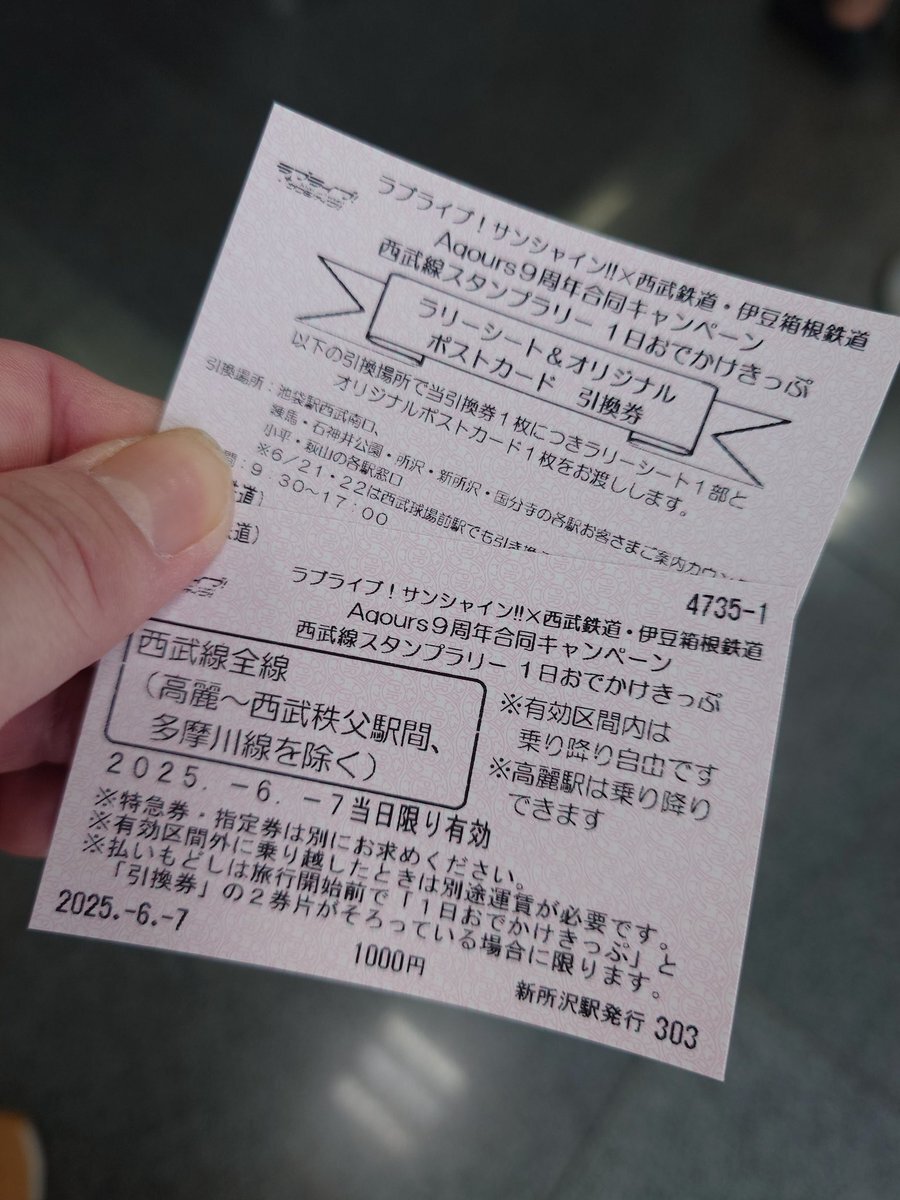 ラブライブ！
ラブライブ！サンシャイン!!×西武鉄道・伊豆箱根鉄道
Aqours９周年合同キャンペーン
西武線スタンプラリー １日おでかけきっぷ
ラリーシート＆オリジナル
ポストカード 引換券
以下の引換場所で当引換券１枚につきラリーシート１部と
オリジナルポストカード１枚をお渡しします。
引換場所：池袋駅西武南口、
練馬・石神井公園・所沢・新所沢・国分寺の各駅お客さまご案内カウン
小平・萩山の各駅窓口
※６／２１・２２は西武球場前駅でも引き換
間：９：３０～１７：００
鉄道）
道）
ライブ！
4735-1
ラブライブ！サンシャイン!!×西武鉄道・伊豆箱根鉄道
Aqours９周年合同キャンペーン
西武線スタンプラリー １日おでかけきっぷ
西武線全線
（高麗～西武秩父駅間、
多摩川線を除く）
※有効区間内は
乗り降り自由です
※高麗駅は乗り降り
できます
２０２５．－６．－７当日限り有効
※特急券・指定券は別にお求めください。
※有効区間外に乗り越したときは別途運賃が必要です。
※払いもどしは旅行開始前で「１日おでかけきっぷ」と
「引換券」の２券片がそろっている場合に限ります。
2025.-6.-7
1000円
新所沢駅発行 303